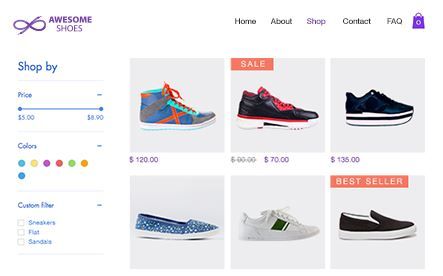 AWESOME
SHOES
Home About Shop Contact FAQ
0
Shop by
Price
$5.00 $8.90
Colors
Custom filter
Sneakers
Flat
Sandals
SALE
$ 120.00
$ 90.00 $ 70.00
$ 135.00
BEST SELLER